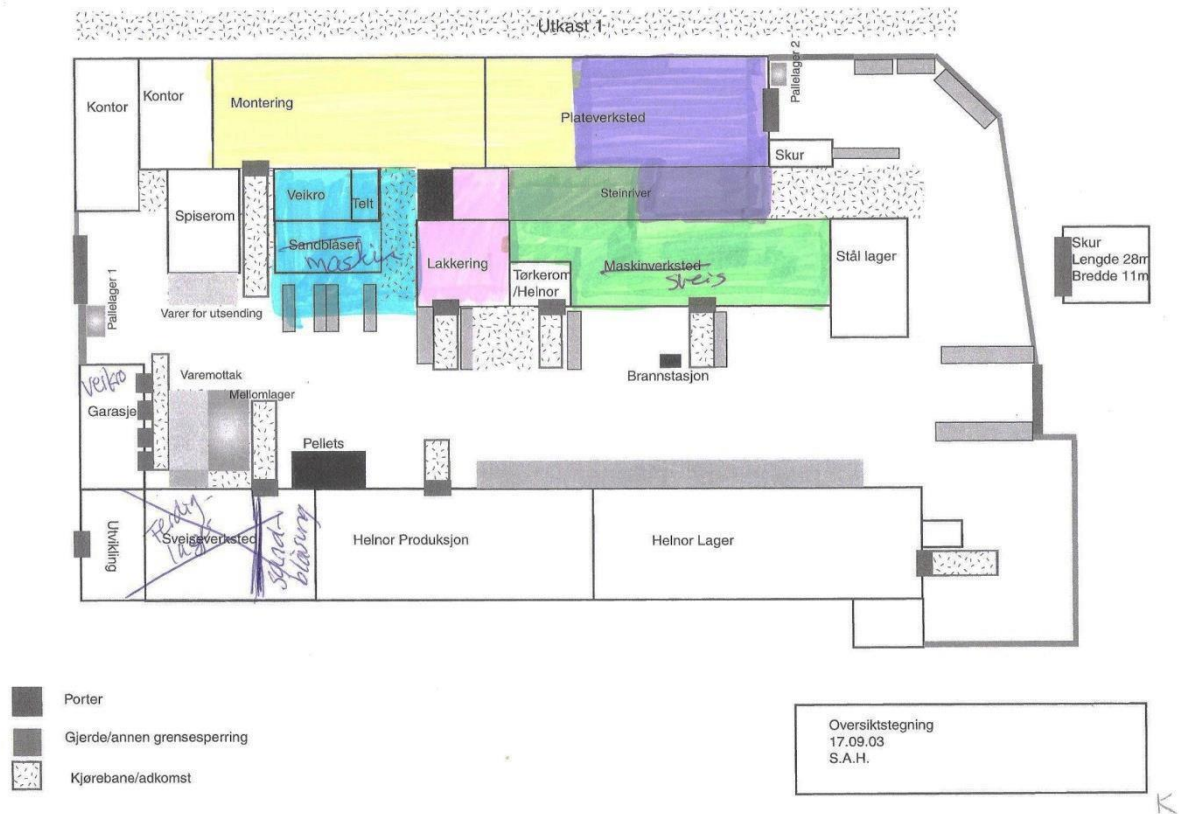 Utkast 1
Pallelager 2
Kontor
Kontor
Montering
Plateverksted
Skur
Veikro
Telt
Steinriver
Spiserom
Sandblåser
maskin
Lakkering
Tørkerom
/Helnor
Maskinverksted
Sveis
Stål lager
Skur
Lengde 28m
Bredde 11m
Pallelager 1
Varer for utsending
Brannstasjon
Veikro
Garasje
Varemottak
Mellomlager
Pellets
Utvikling
Ferdig-
lager
Sveiseverksted
Sand-
blåsing
Helnor Produksjon
Helnor Lager
Porter
Gjerde/annen grensesperring
Kjørebane/adkomst
Oversiktstegning
17.09.03
S.A.H.
K